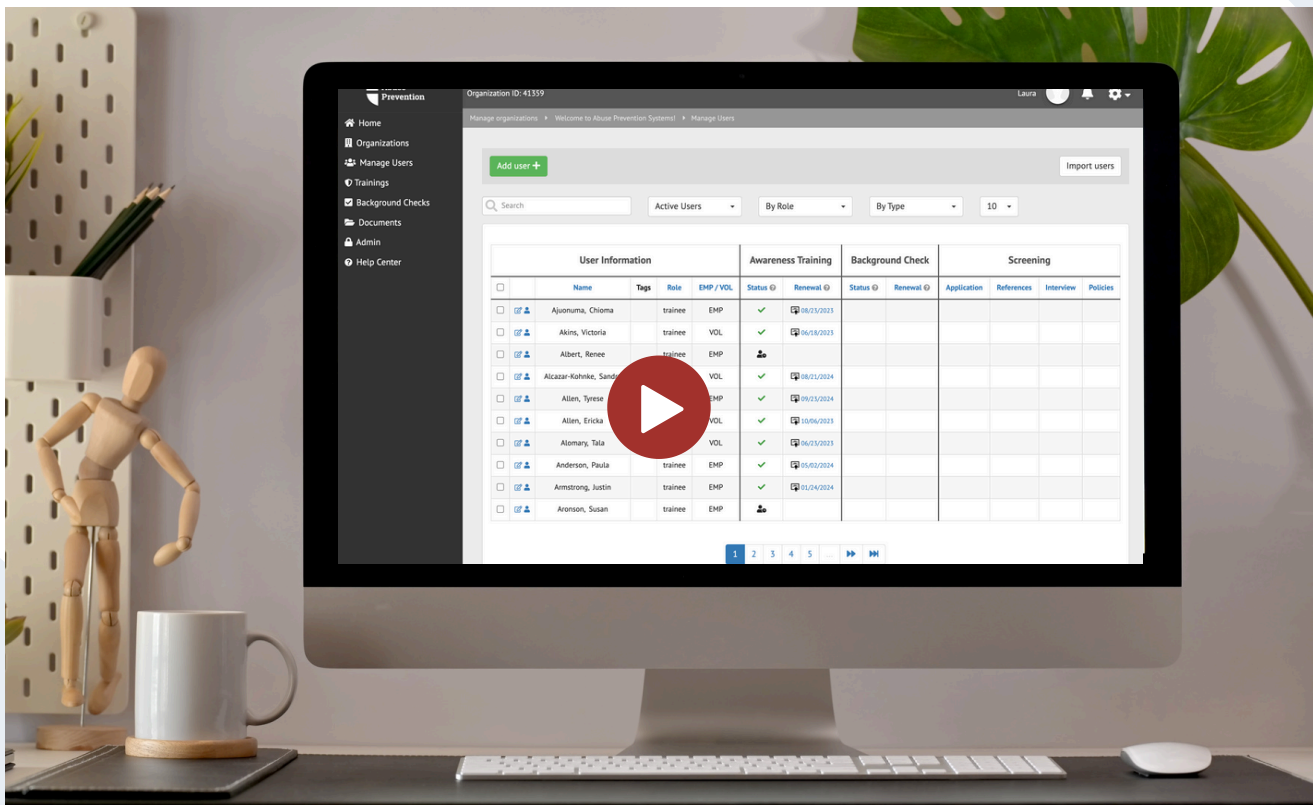 Prevention
Organization ID: 41359
Laura
Manage organizations Welcome to Abuse Prevention Systems! Manage Users
Home
Organizations
Manage Users
Trainings
Background Checks
Documents
Admin
Help Center
Add user +
Import users
Search
Active Users
By Role
By Type
10
User Information Awareness Training Background Check Screening
Name Tags Role EMP / VOL Status Renewal Status Renewal Application References Interview Policies
Ajuonuma, Chioma trainee EMP 08/23/2023
Akins, Victoria trainee VOL 06/18/2023
Albert, Renee trainee EMP
Alcazar-Kohnke, VOL 08/21/2024
Allen, Tyrese EMP 09/23/2024
Allen, Ericka VOL 10/06/2023
Alomary, Tala VOL 06/23/2023
Anderson, Paula trainee EMP 05/02/2024
Armstrong, Justin trainee EMP 01/24/2024
Aronson, Susan trainee EMP
1 2 3 4 5 ...